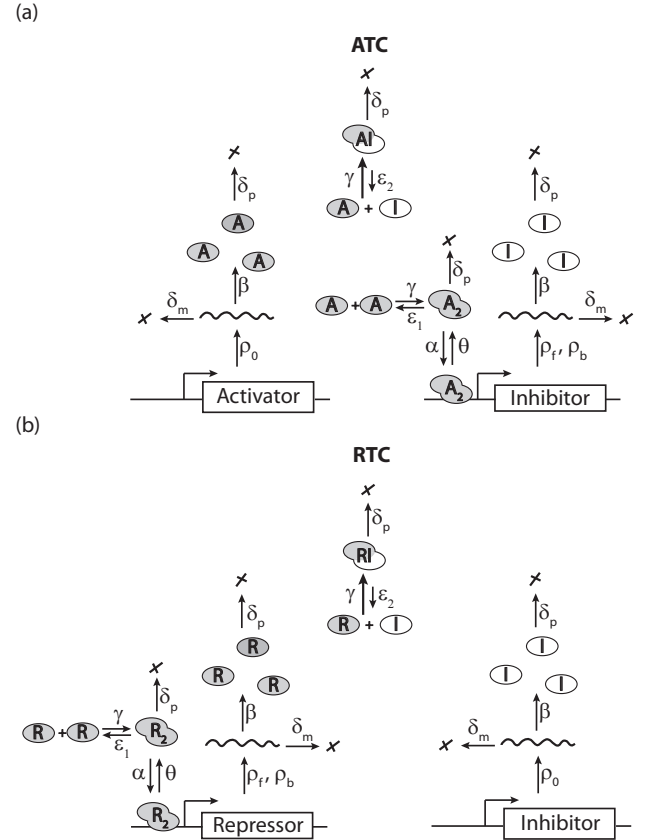 (a)
ATC
δp
AI
γ ε2
A + I
δp
A
A A
β
δm
ρ0
Activator
δp
A + A γ ε1 A2
α θ
A2
δp
I
I I
β
δm
ρf, ρb
Inhibitor
(b)
RTC
δp
RI
γ ε2
R + I
δp
R
R R
β
δm
ρf, ρb
Repressor
δp
R + R γ ε1 R2
α θ
R2
δp
I
I I
β
δm
ρ0
Inhibitor